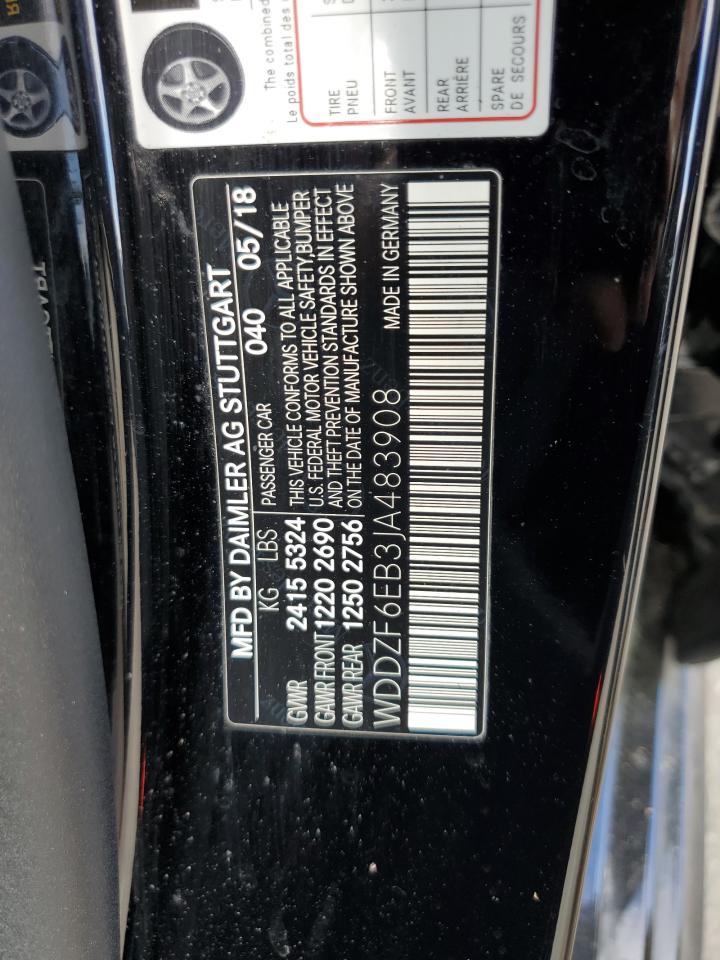 The combined
Le poids total des
TIRE
PNEU
FRONT
AVANT
REAR
ARRIÈRE
SPARE
DE SECOURS
MFD BY DAIMLER AG STUTTGART
040 05/18
KG LBS PASSENGER CAR
GVWR 2415 5324 THIS VEHICLE CONFORMS TO ALL APPLICABLE
U.S. FEDERAL MOTOR VEHICLE SAFETY,BUMPER
GAWR FRONT 1220 2690 AND THEFT PREVENTION STANDARDS IN EFFECT
GAWR REAR 1250 2756 ON THE DATE OF MANUFACTURE SHOWN ABOVE
WDDZF6EB3JA483908 MADE IN GERMANY